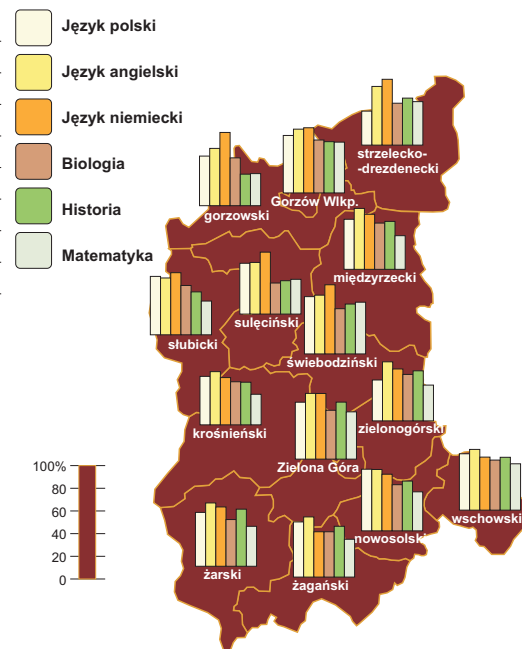 Język polski
Język angielski
Język niemiecki
Biologia
Historia
Matematyka
strzelecko-
-drezdenecki
Gorzów Wlkp.
gorzowski
międzyrzecki
sulęciński
słubicki
świebodziński
zielonogórski
krośnieński
Zielona Góra
wschowski
nowosolski
żarski
żagański
100%
80
60
40
20
0